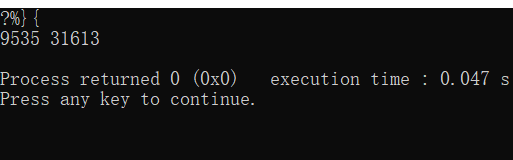 ?%}{
9535 31613
Process returned 0 (0x0)   execution time : 0.047 s
Press any key to continue.